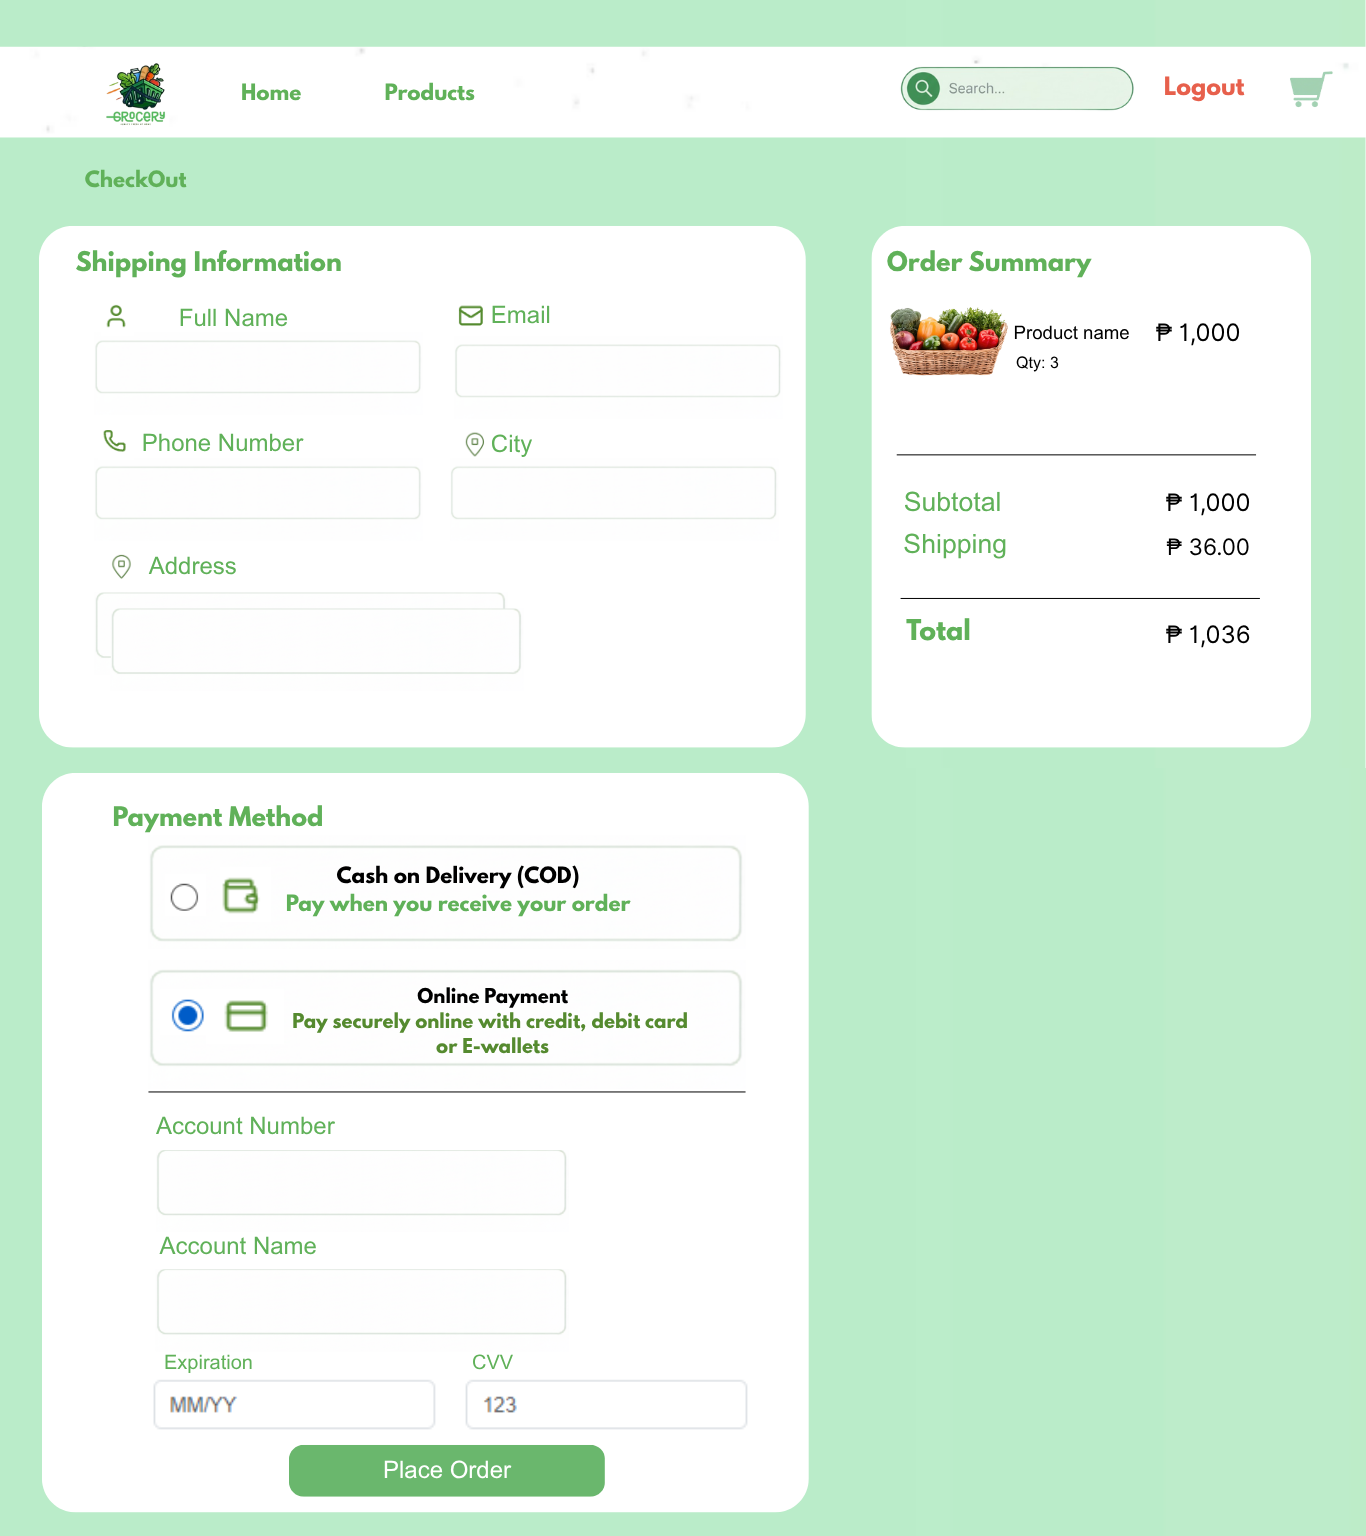 GROCERY
Home
Products
Search...
Logout
CheckOut
Shipping Information
Full Name
Email
Phone Number
City
Address
Order Summary
Product name ₱ 1,000
Qty: 3
Subtotal ₱ 1,000
Shipping ₱ 36.00
Total ₱ 1,036
Payment Method
Cash on Delivery (COD)
Pay when you receive your order
Online Payment
Pay securely online with credit, debit card
or E-wallets
Account Number
Account Name
Expiration CVV
MM/YY 123
Place Order